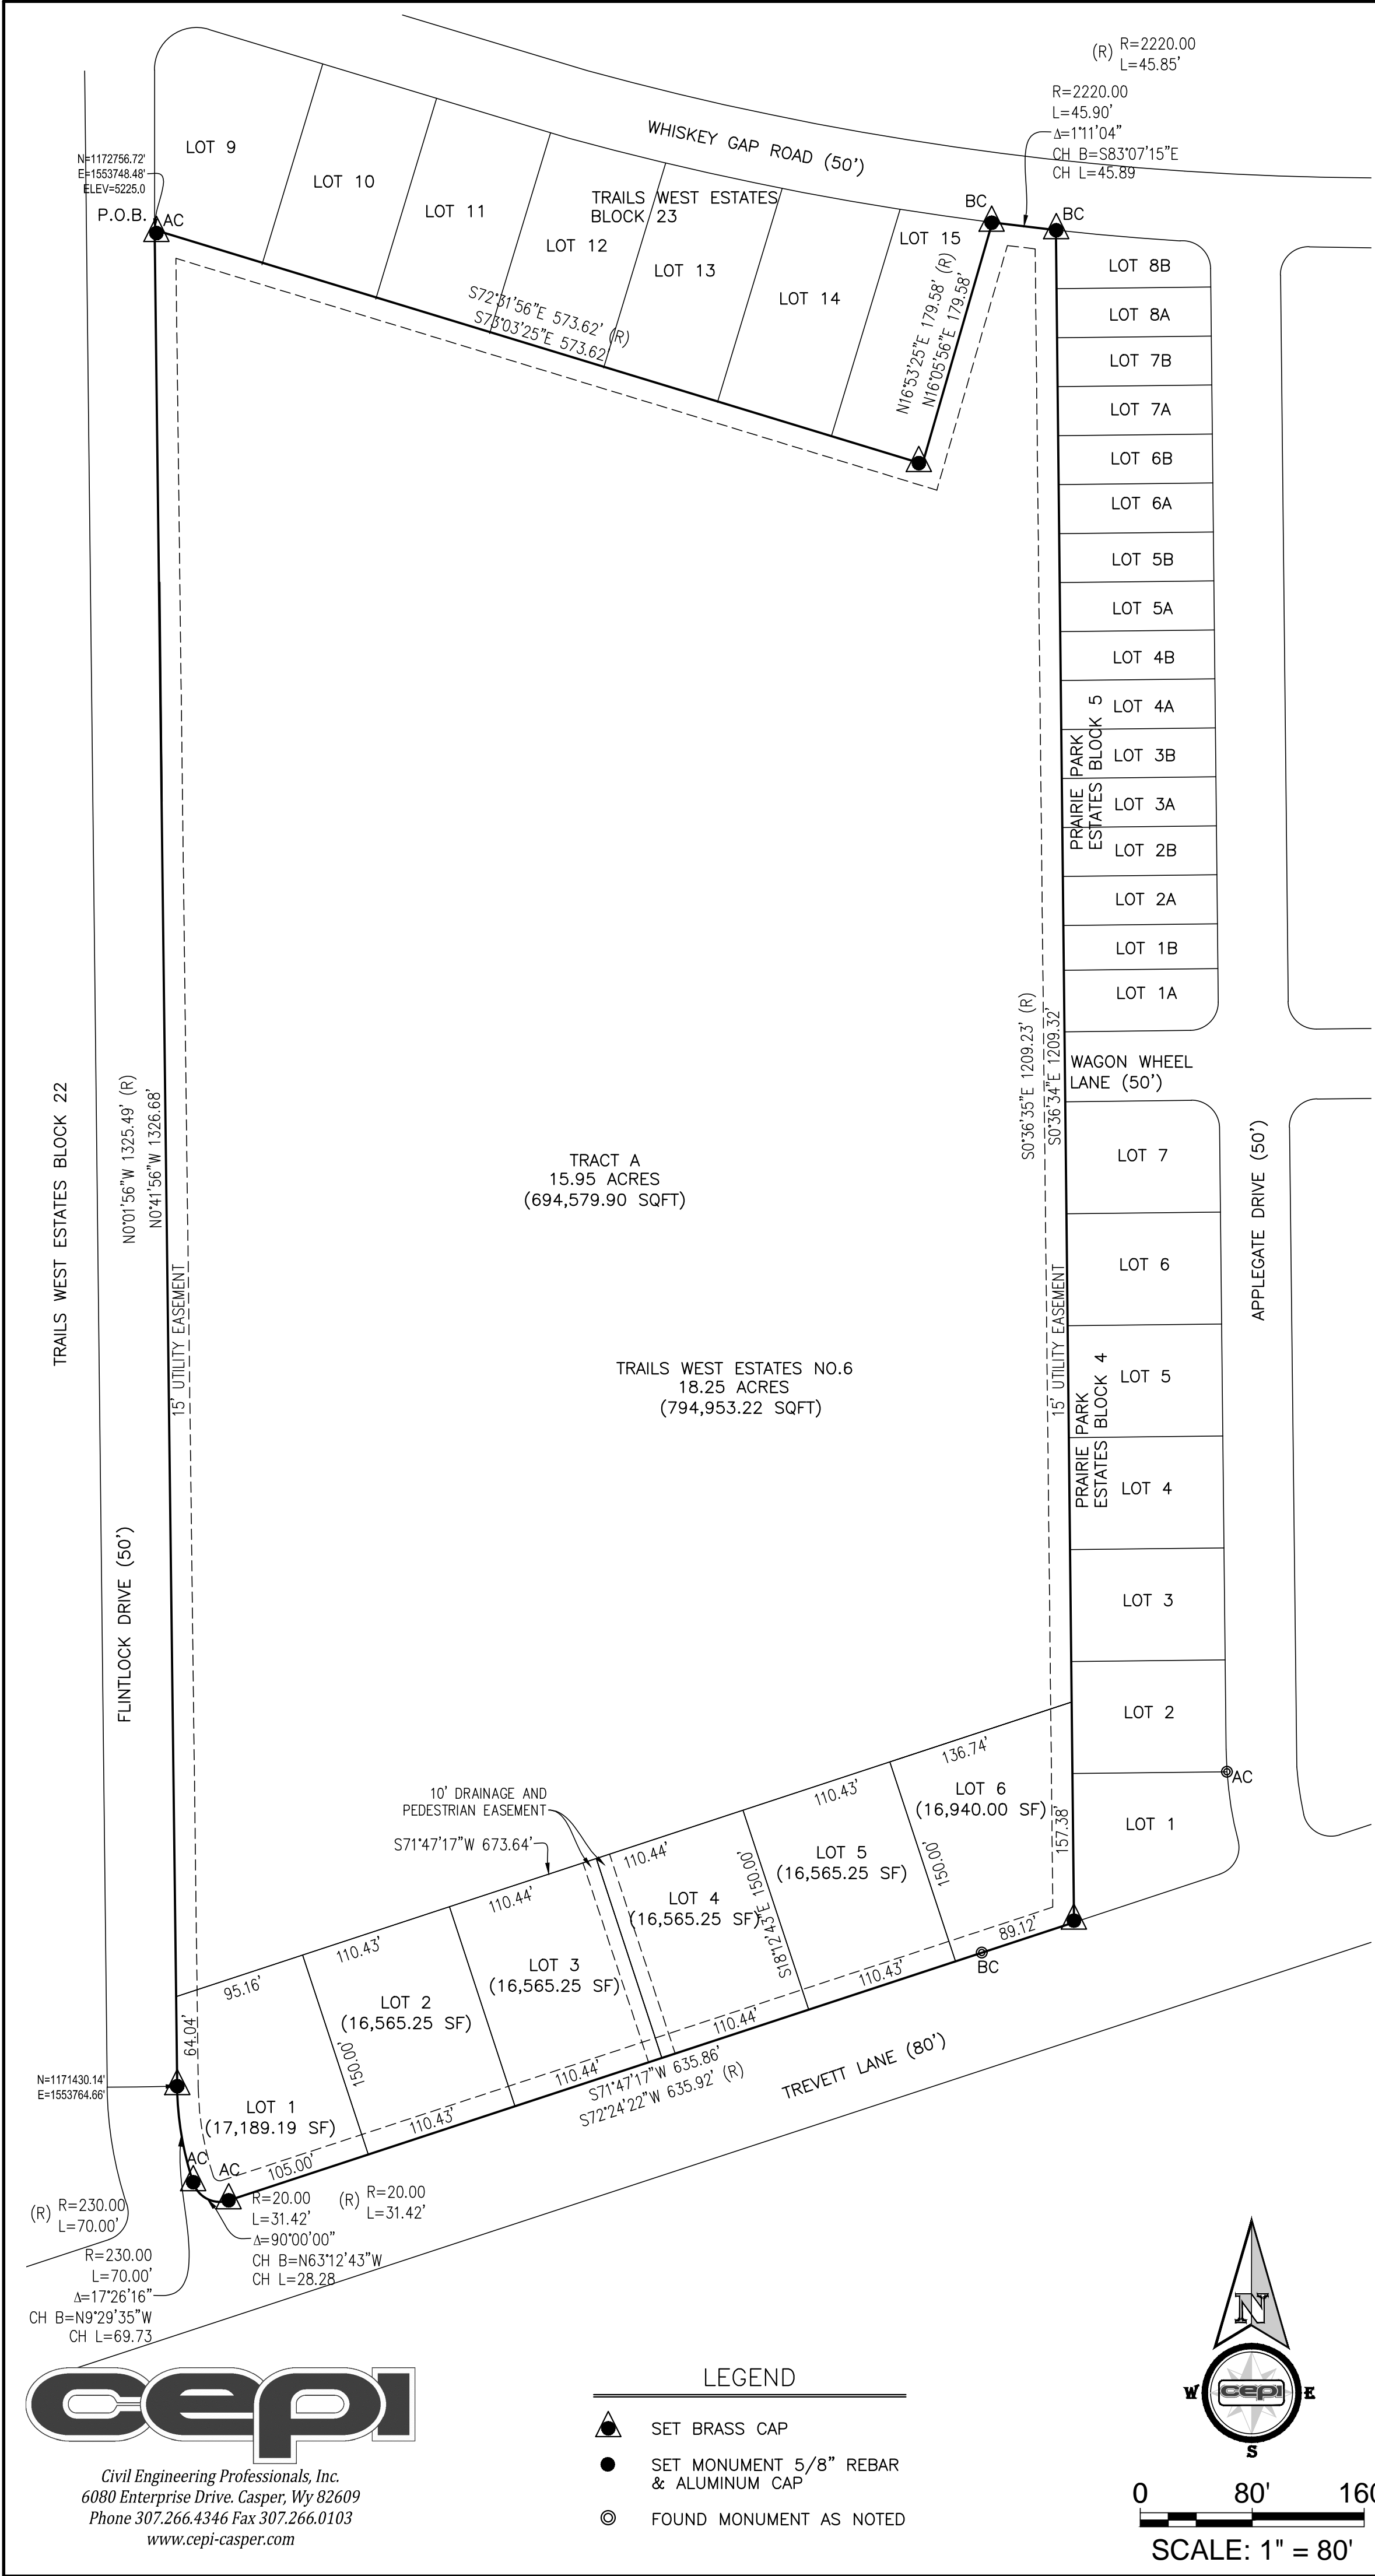 (R) R=2220.00
L=45.85'
R=2220.00
L=45.90'
Δ=1°11'04"
CH B=S83°07'15"E
CH L=45.89
WHISKEY GAP ROAD (50')
N=1172756.72'
E=1553748.48'
ELEV=5225.0
P.O.B.
AC
LOT 9
LOT 10
LOT 11
LOT 12
LOT 13
LOT 14
LOT 15
TRAILS WEST ESTATES
BLOCK 23
BC
BC
S72°31'56"E 573.62' (R)
S73°03'25"E 573.62'
N16°53'25"E 179.58' (R)
N16°05'56"E 179.58'
LOT 8B
LOT 8A
LOT 7B
LOT 7A
LOT 6B
LOT 6A
LOT 5B
LOT 5A
LOT 4B
LOT 4A
LOT 3B
LOT 3A
LOT 2B
LOT 2A
LOT 1B
LOT 1A
PRAIRIE PARK
ESTATES BLOCK 5
S0°36'35"E 1209.23' (R)
S0°36'34"E 1209.32'
WAGON WHEEL
LANE (50')
APPLEGATE DRIVE (50')
TRAILS WEST ESTATES BLOCK 22
N0°01'56"W 1325.49' (R)
N0°41'56"W 1326.68'
TRACT A
15.95 ACRES
(694,579.90 SQFT)
TRAILS WEST ESTATES NO.6
18.25 ACRES
(794,953.22 SQFT)
15' UTILITY EASEMENT
15' UTILITY EASEMENT
LOT 7
LOT 6
LOT 5
LOT 4
LOT 3
LOT 2
LOT 1
PRAIRIE PARK
ESTATES BLOCK 4
AC
FLINTLOCK DRIVE (50')
10' DRAINAGE AND
PEDESTRIAN EASEMENT
S71°47'17"W 673.64'
95.16'
110.43'
110.44'
110.44'
110.43'
136.74'
LOT 6
(16,940.00 SF)
157.38'
LOT 5
(16,565.25 SF)
150.00'
LOT 4
(16,565.25 SF)
S18°12'43"E 150.00'
LOT 3
(16,565.25 SF)
LOT 2
(16,565.25 SF)
150.00'
LOT 1
(17,189.19 SF)
64.04'
N=1171430.14'
E=1553764.66'
89.12'
BC
110.43'
110.44'
110.44'
110.43'
105.00'
S71°47'17"W 635.86'
S72°24'22"W 635.92' (R)
TREVETT LANE (80')
AC
AC
(R) R=230.00
L=70.00'
R=20.00
L=31.42'
Δ=90°00'00"
CH B=N63°12'43"W
CH L=28.28
(R) R=20.00
L=31.42'
R=230.00
L=70.00'
Δ=17°26'16"
CH B=N9°29'35"W
CH L=69.73
cepi
Civil Engineering Professionals, Inc.
6080 Enterprise Drive. Casper, Wy 82609
Phone 307.266.4346 Fax 307.266.0103
www.cepi-casper.com
LEGEND
SET BRASS CAP
SET MONUMENT 5/8" REBAR
& ALUMINUM CAP
FOUND MONUMENT AS NOTED
N
W cepi E
S
0 80' 160
SCALE: 1" = 80'